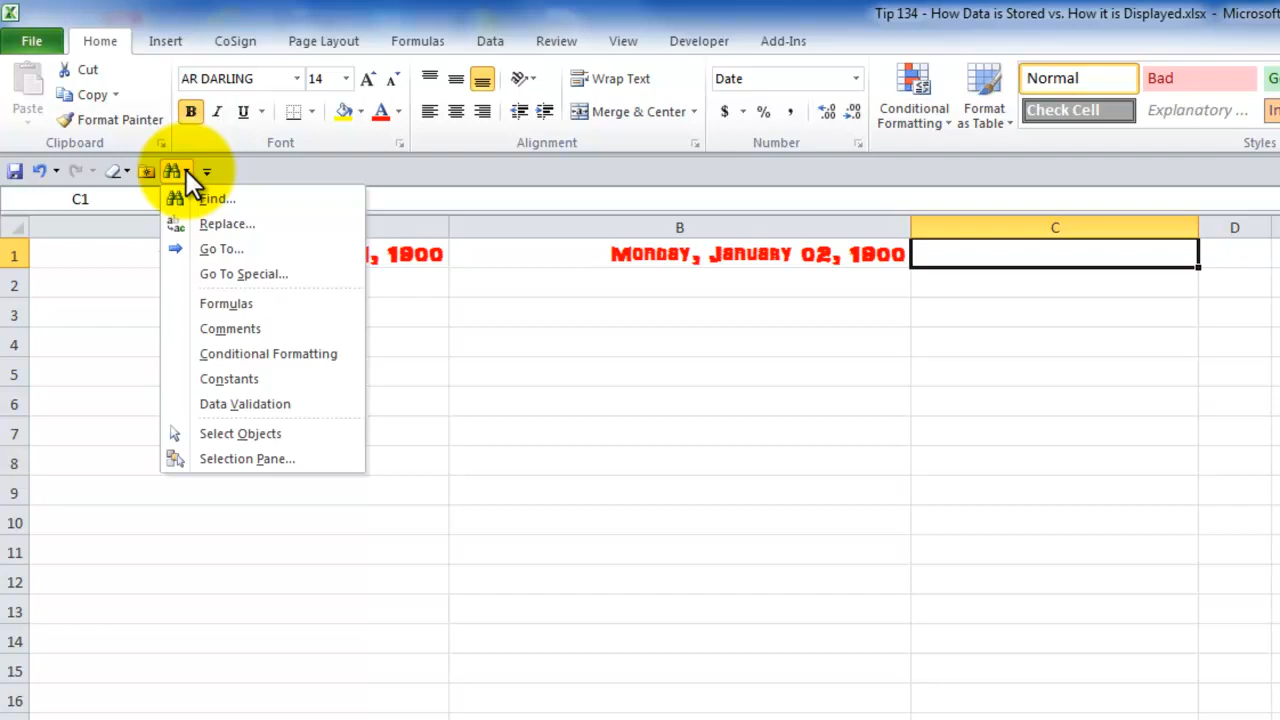 Tip 134 - How Data is Stored vs. How it is Displayed.xlsx - Microsoft
File Home Insert CoSign Page Layout Formulas Data Review View Developer Add-Ins
Paste
Cut
Copy
Format Painter
Clipboard
AR DARLING 14
B I U A
Font
Wrap Text
Merge & Center
Alignment
Date
$ % ,
Number
Conditional Formatting
Format as Table
Normal Bad
Check Cell Explanatory ...
Styles
C1
Find...
Replace...
Go To...
Go To Special...
Formulas
Comments
Conditional Formatting
Constants
Data Validation
Select Objects
Selection Pane...
B C D
1 , 1900 Monday, January 02, 1900
2
3
4
5
6
7
8
9
10
11
12
13
14
15
16